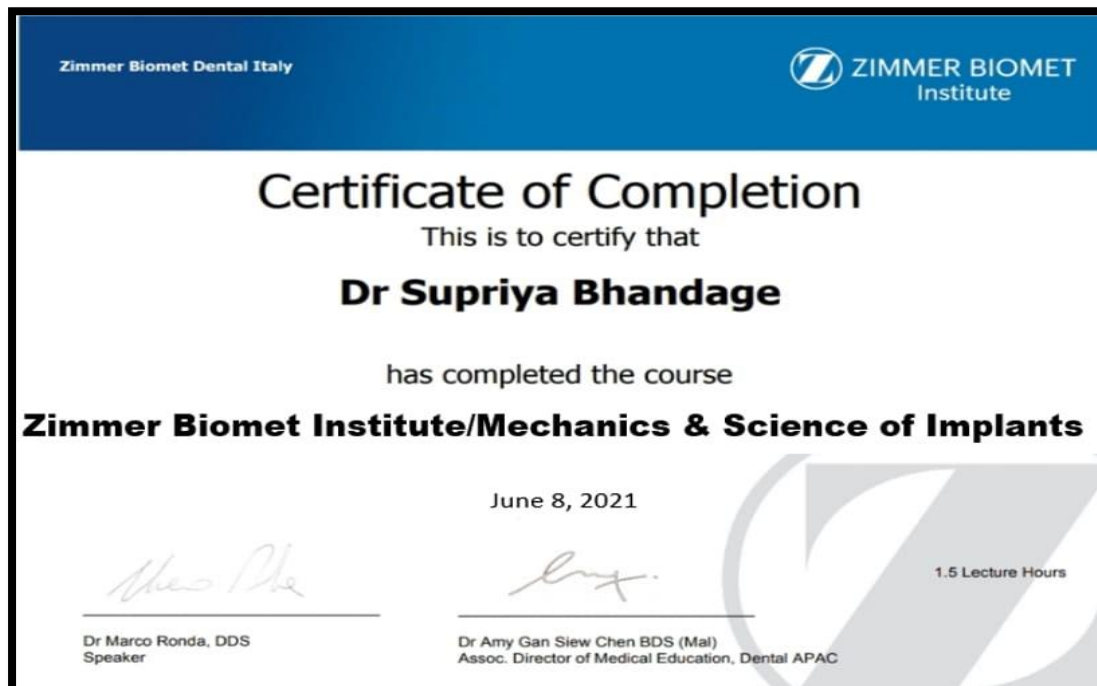 Zimmer Biomet Dental Italy
ZIMMER BIOMET
Institute
Certificate of Completion
This is to certify that
Dr Supriya Bhandage
has completed the course
Zimmer Biomet Institute/Mechanics & Science of Implants
June 8, 2021
1.5 Lecture Hours
Dr Marco Ronda, DDS
Speaker
Dr Amy Gan Siew Chen BDS (Mal)
Assoc. Director of Medical Education, Dental APAC